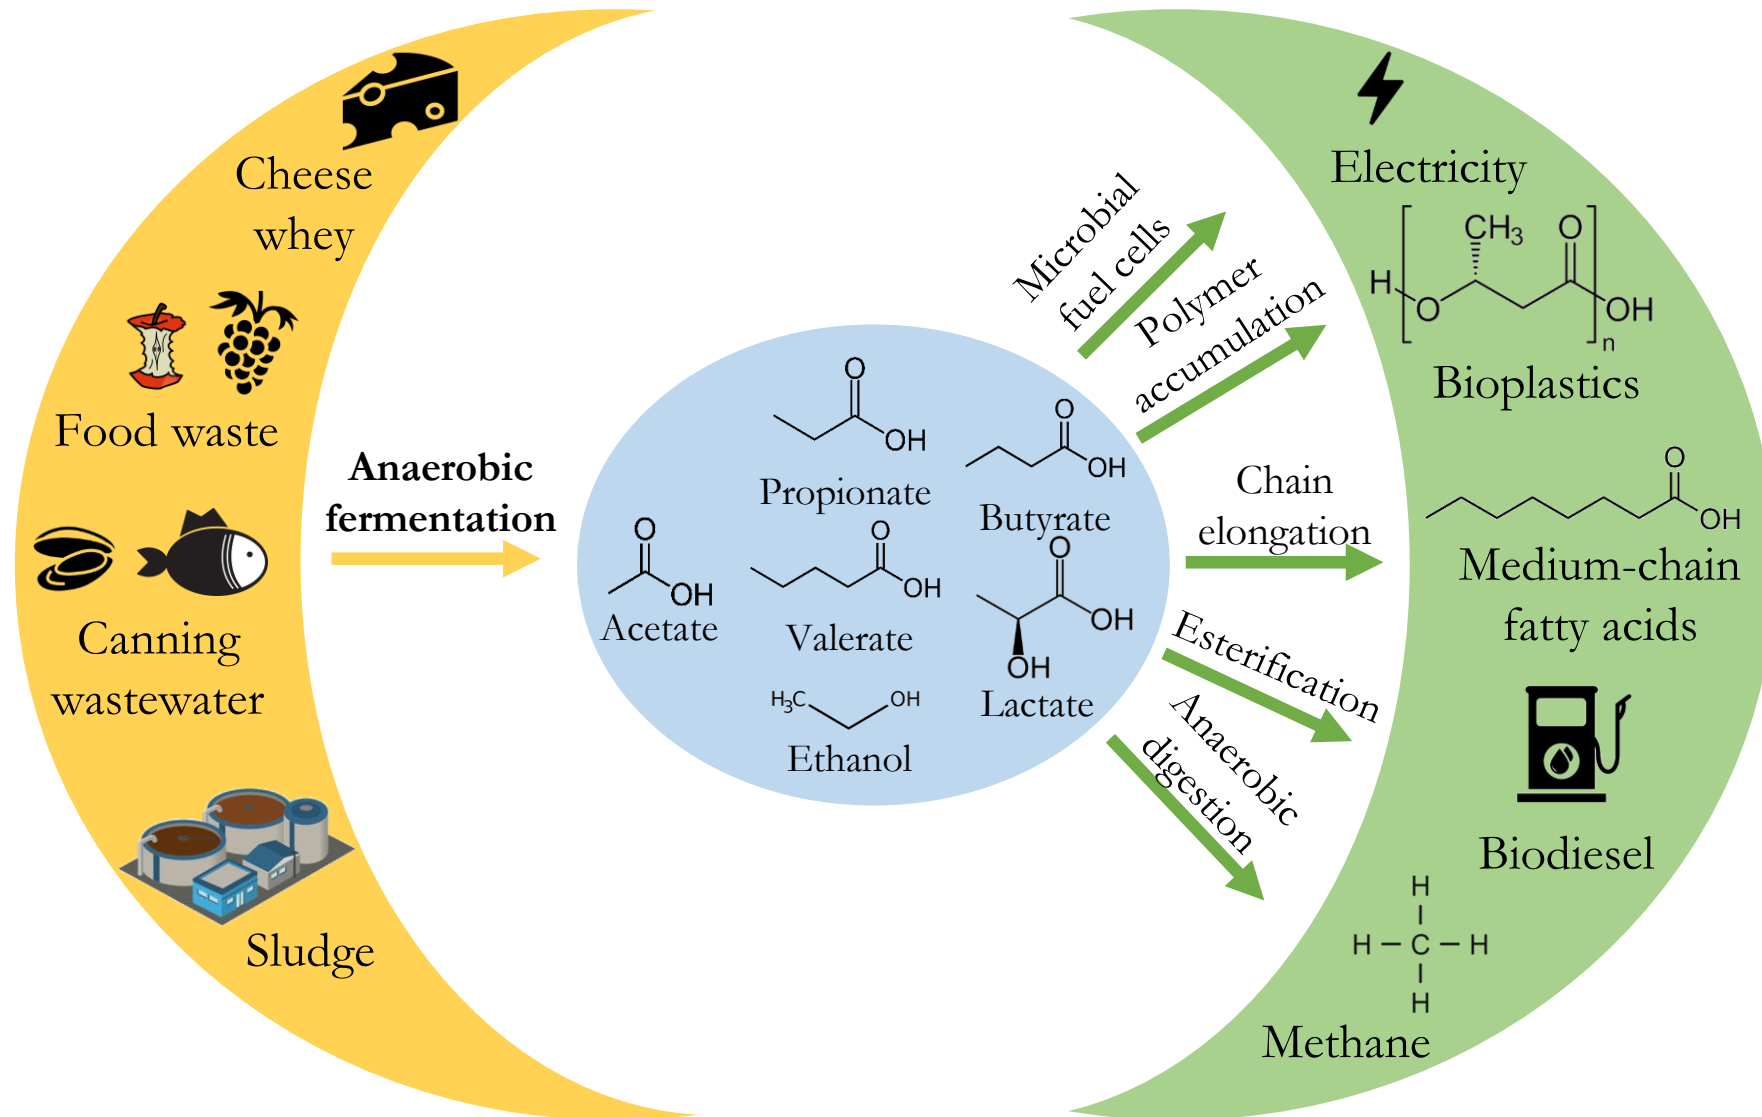 Cheese
whey
Food waste
Canning
wastewater
Sludge
Anaerobic
fermentation
O
OH
Propionate
O
OH
Butyrate
O
OH
Acetate
O
OH
Valerate
O
OH
OH
Lactate
H₃C
OH
Ethanol
Microbial
fuel cells
Polymer
accumulation
Chain
elongation
Esterification
Anaerobic
digestion
Electricity
CH₃
O
H
O
OH
n
Bioplastics
O
OH
Medium-chain
fatty acids
Biodiesel
H
H C H
H
Methane